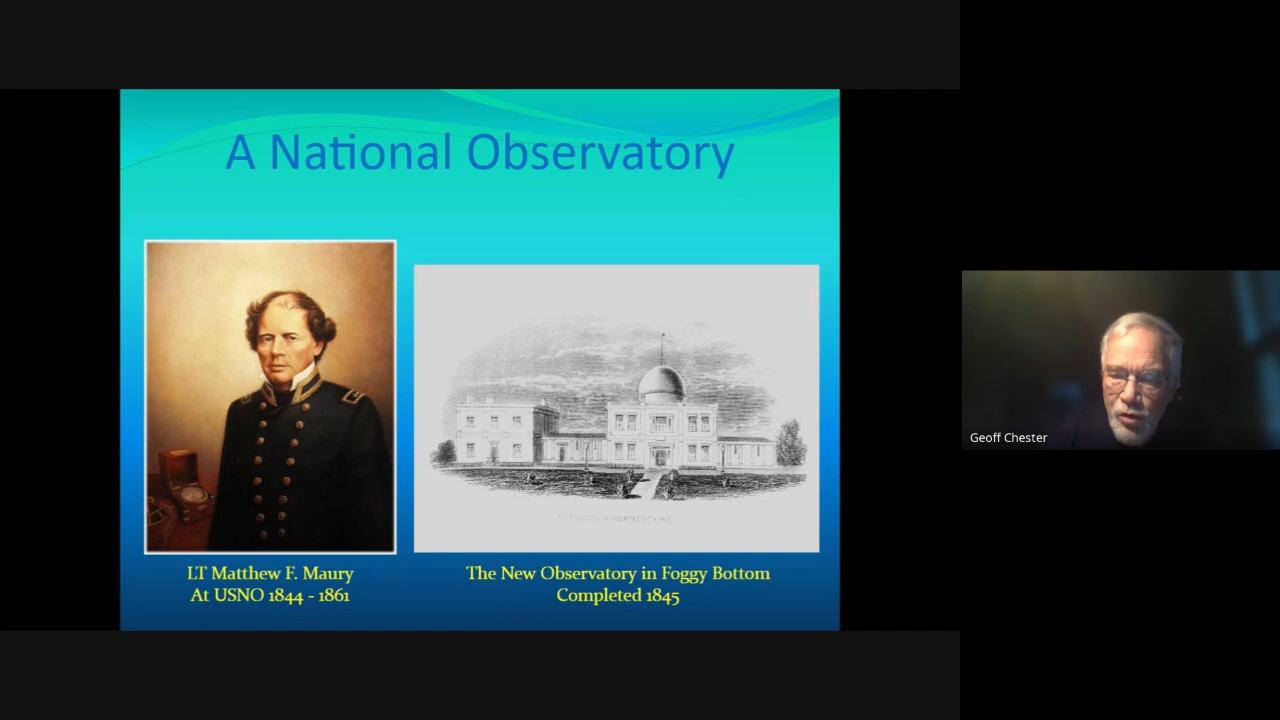 A National Observatory
LT Matthew F. Maury
At USNO 1844 - 1861
The New Observatory in Foggy Bottom
Completed 1845
Geoff Chester